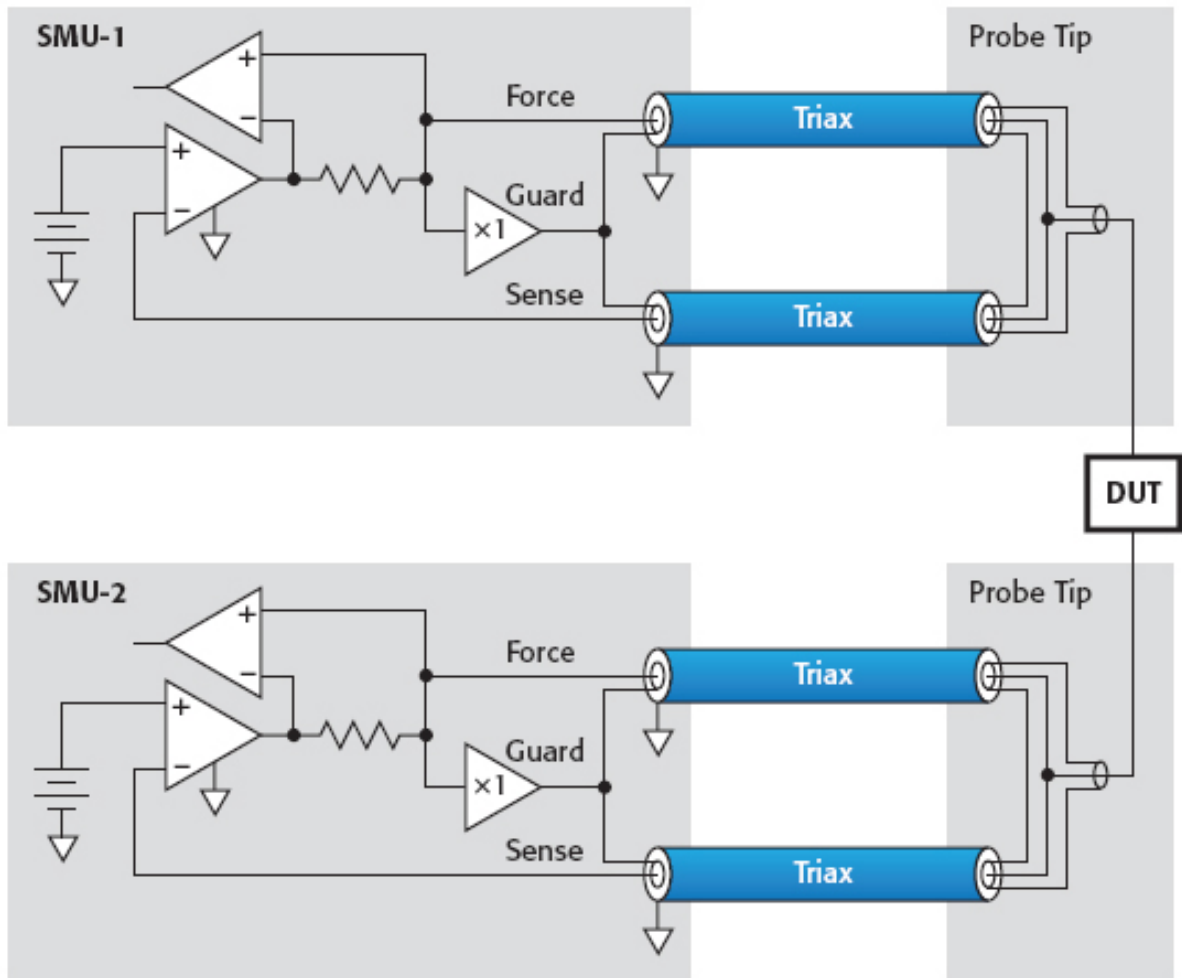 SMU-1
Probe Tip
+
−
Force
Triax
+
−
Guard
×1
Sense
Triax
DUT
SMU-2
Probe Tip
+
−
Force
Triax
+
−
Guard
×1
Sense
Triax